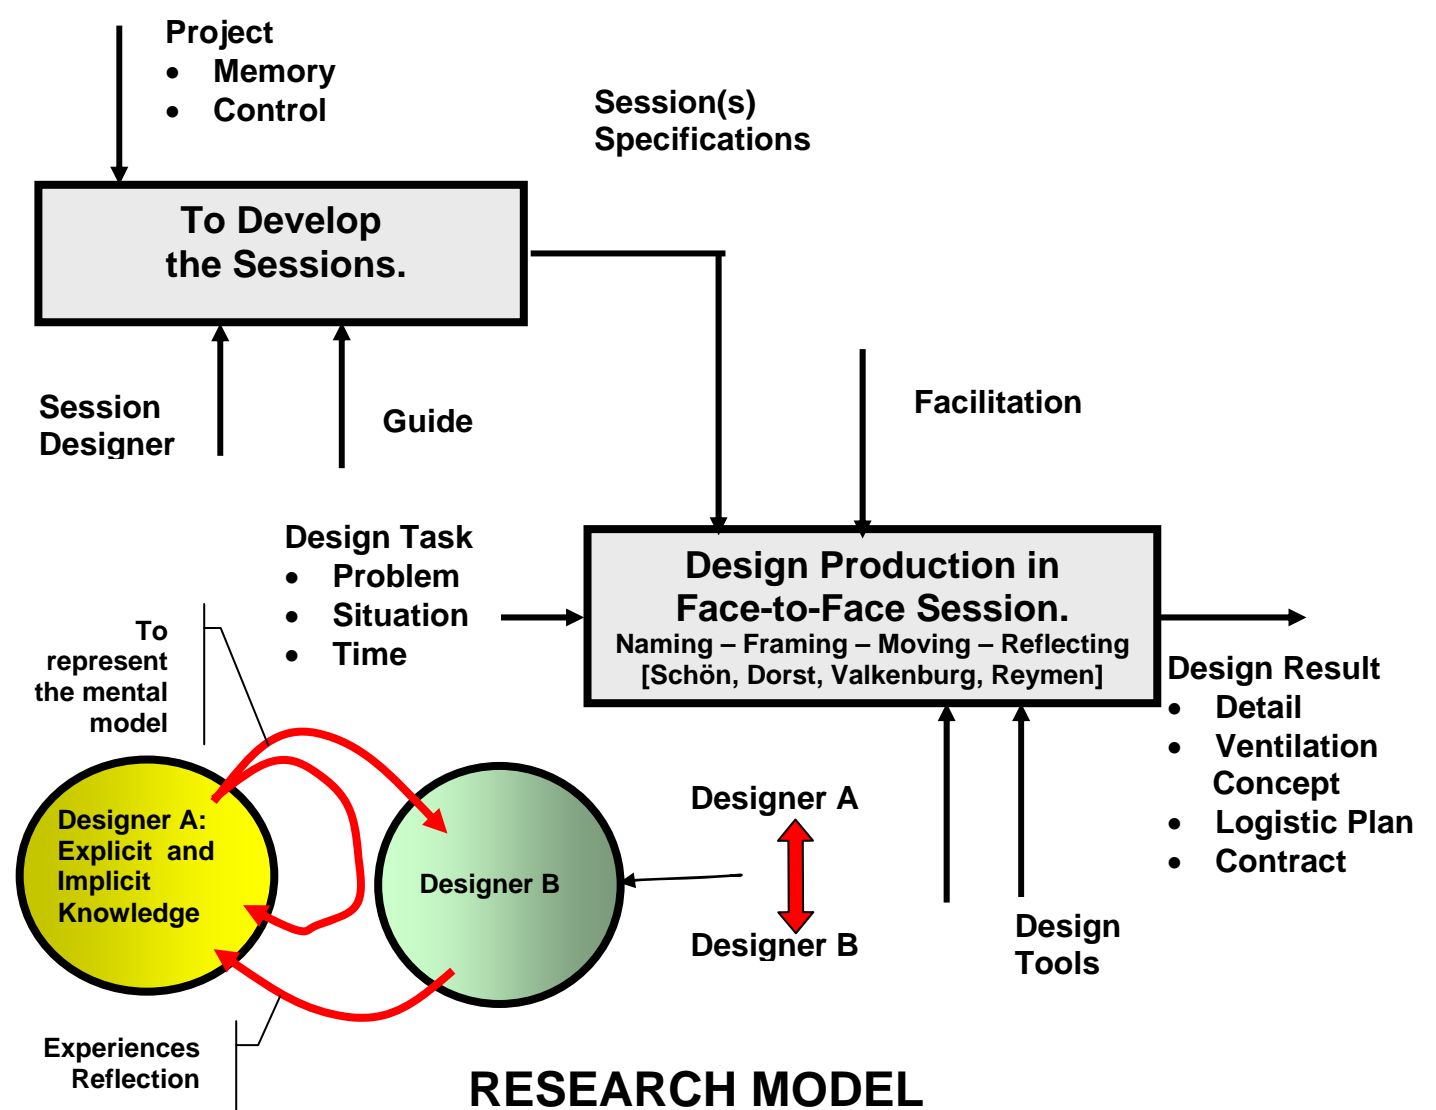 Project
• Memory
• Control
Session(s)
Specifications
To Develop
the Sessions.
Session
Designer
Guide
Facilitation
Design Task
• Problem
• Situation
• Time
Design Production in
Face-to-Face Session.
Naming – Framing – Moving – Reflecting
[Schön, Dorst, Valkenburg, Reymen]
To
represent
the mental
model
Design Result
• Detail
• Ventilation
Concept
• Logistic Plan
• Contract
Designer A:
Explicit and
Implicit
Knowledge
Designer B
Designer A
Designer B
Design
Tools
Experiences
Reflection
RESEARCH MODEL